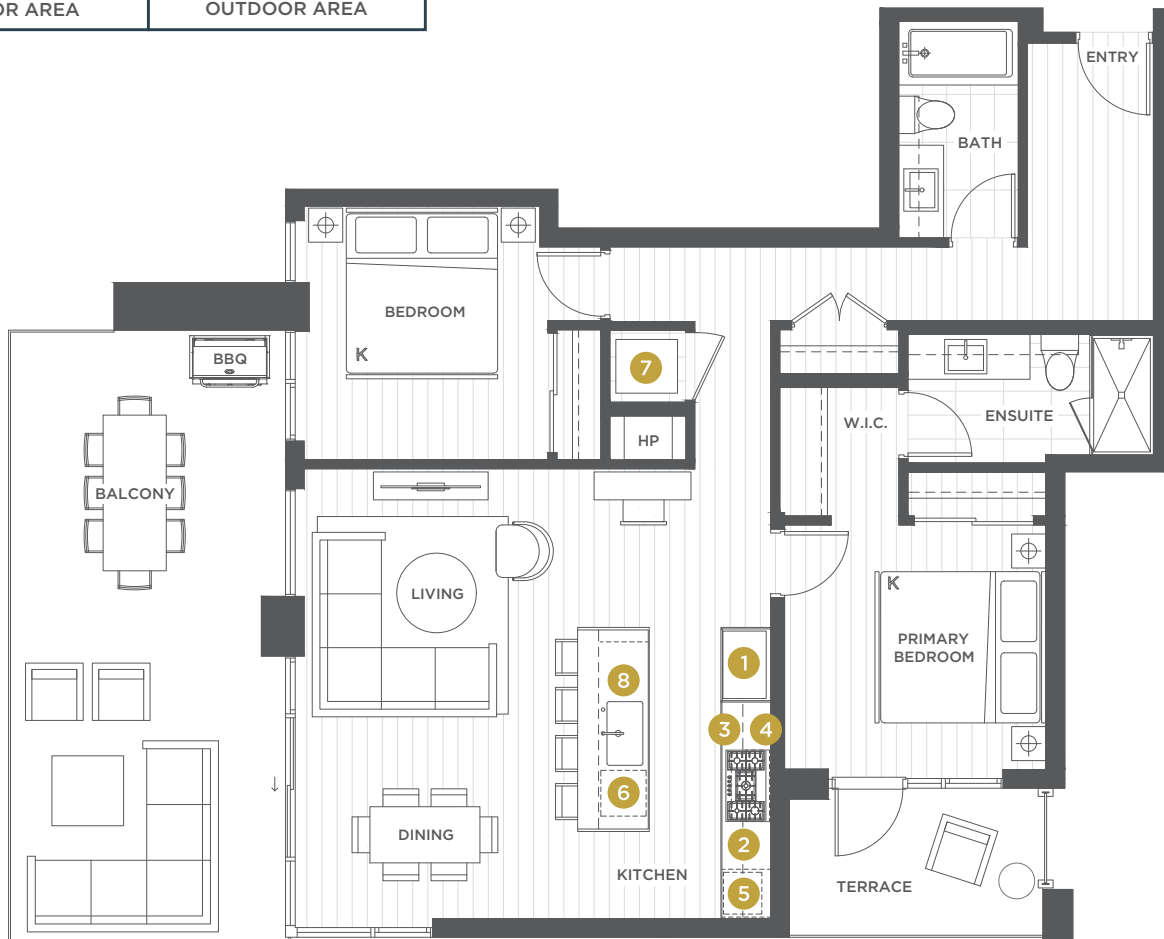 OR AREA
OUTDOOR AREA
ENTRY
BATH
BEDROOM
K
BBQ
7
HP
W.I.C.
ENSUITE
BALCONY
LIVING
K
PRIMARY
BEDROOM
1
8
3
4
6
2
DINING
KITCHEN
5
TERRACE